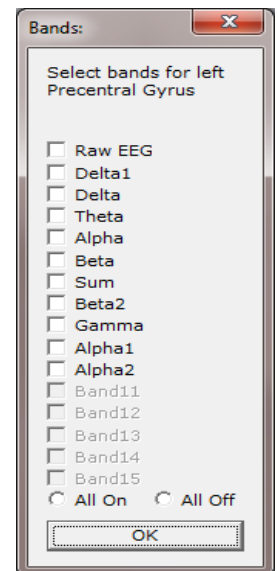 Bands:
Select bands for left
Precentral Gyrus
Raw EEG
Delta1
Delta
Theta
Alpha
Beta
Sum
Beta2
Gamma
Alpha1
Alpha2
Band11
Band12
Band13
Band14
Band15
All On All Off
OK